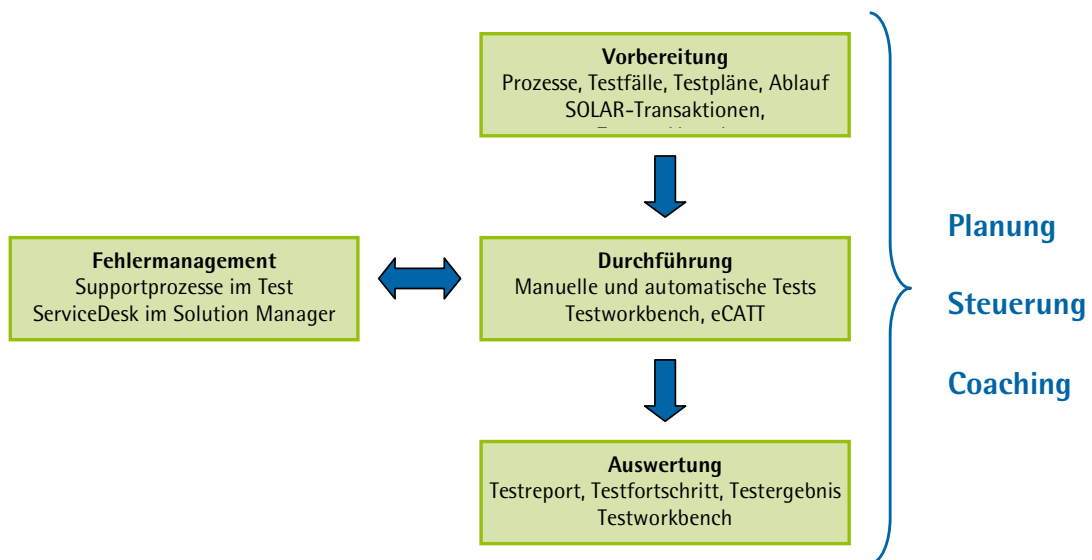 Vorbereitung
Prozesse, Testfälle, Testpläne, Ablauf
SOLAR-Transaktionen,
Fehlermanagement
Supportprozesse im Test
ServiceDesk im Solution Manager
Durchführung
Manuelle und automatische Tests
Testworkbench, eCATT
Auswertung
Testreport, Testfortschritt, Testergebnis
Testworkbench
Planung
Steuerung
Coaching